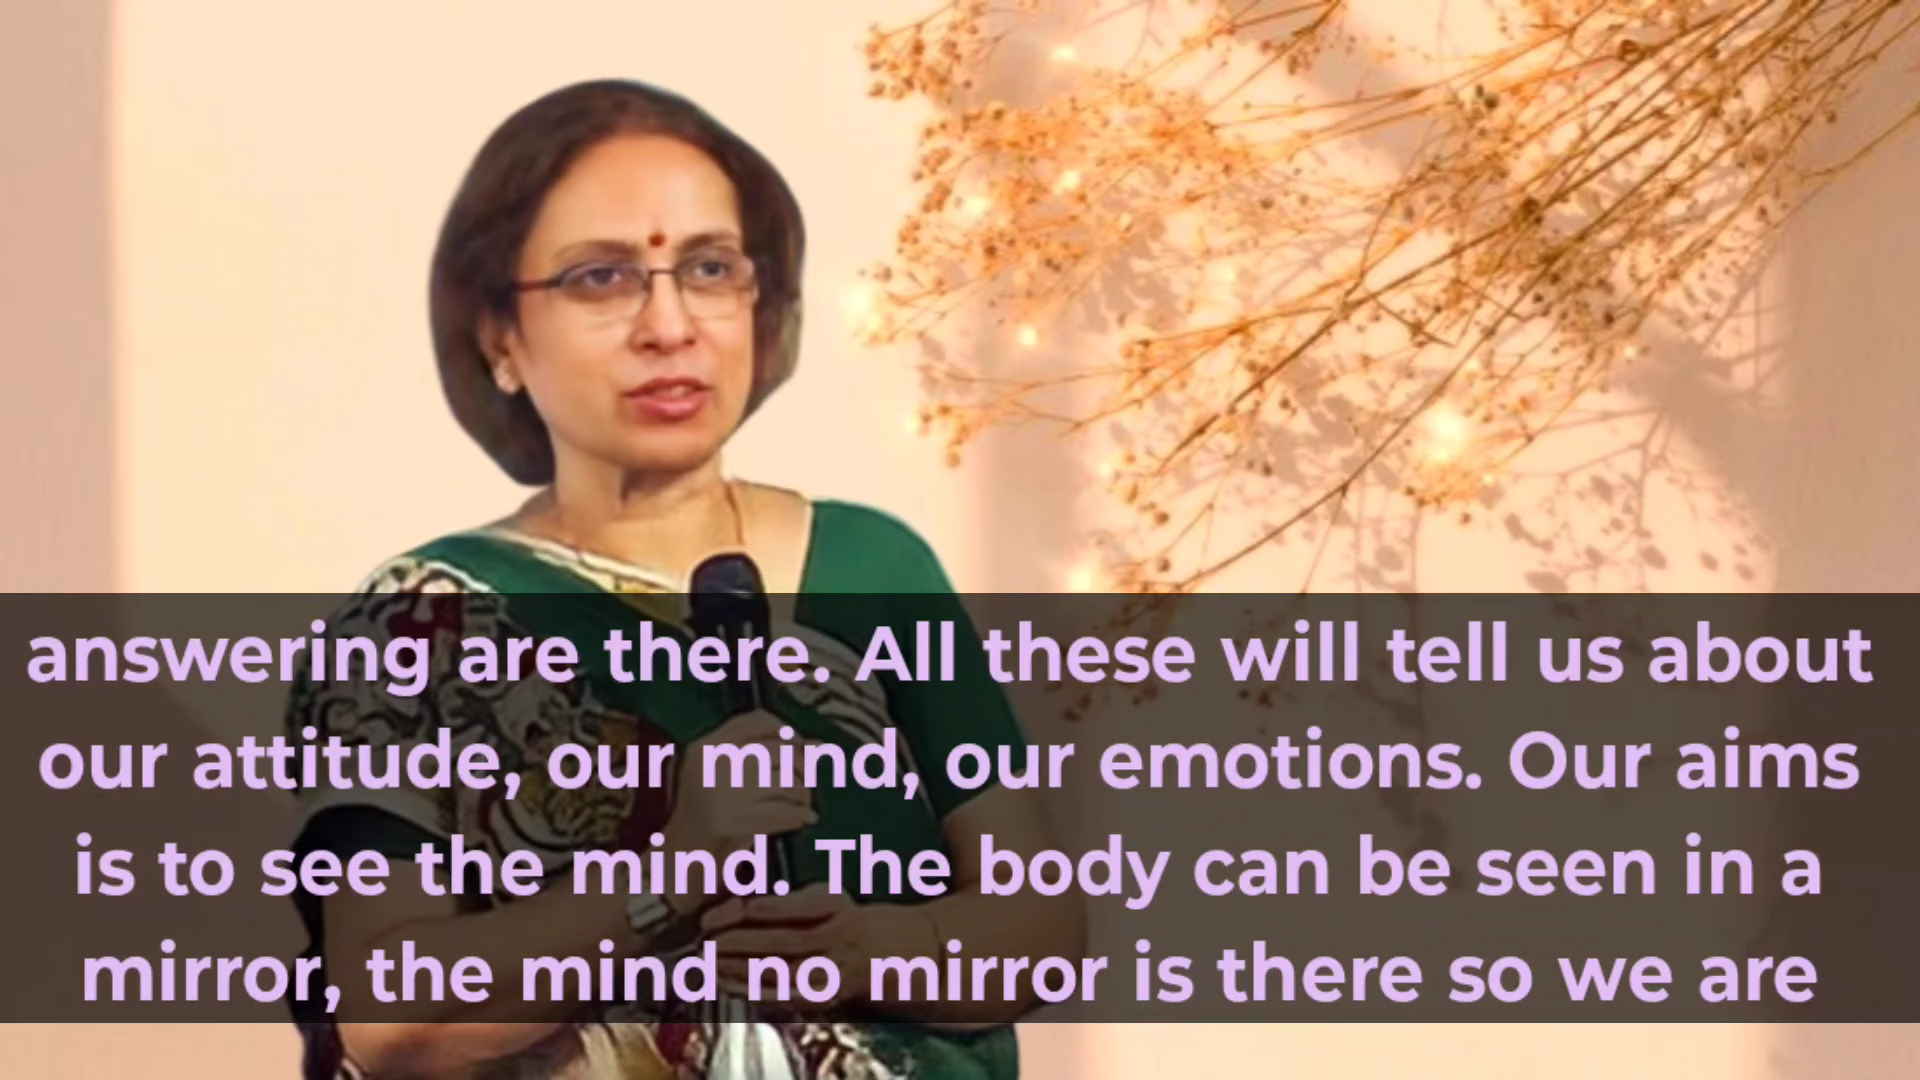 answering are there. All these will tell us about
our attitude, our mind, our emotions. Our aims
is to see the mind. The body can be seen in a
mirror, the mind no mirror is there so we are